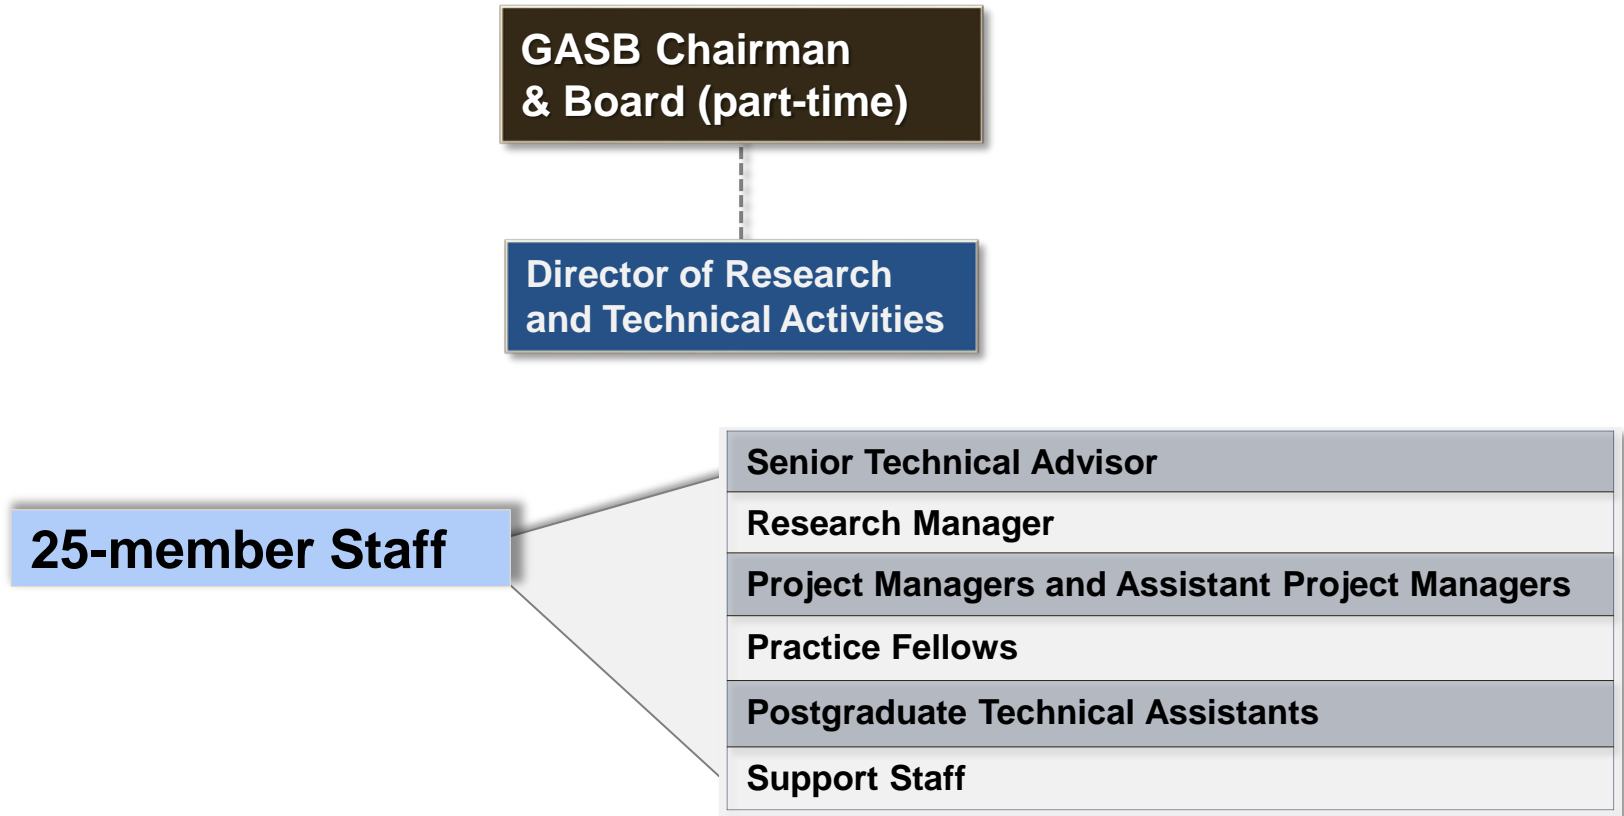 GASB Chairman
& Board (part-time)
Director of Research
and Technical Activities
25-member Staff
Senior Technical Advisor
Research Manager
Project Managers and Assistant Project Managers
Practice Fellows
Postgraduate Technical Assistants
Support Staff